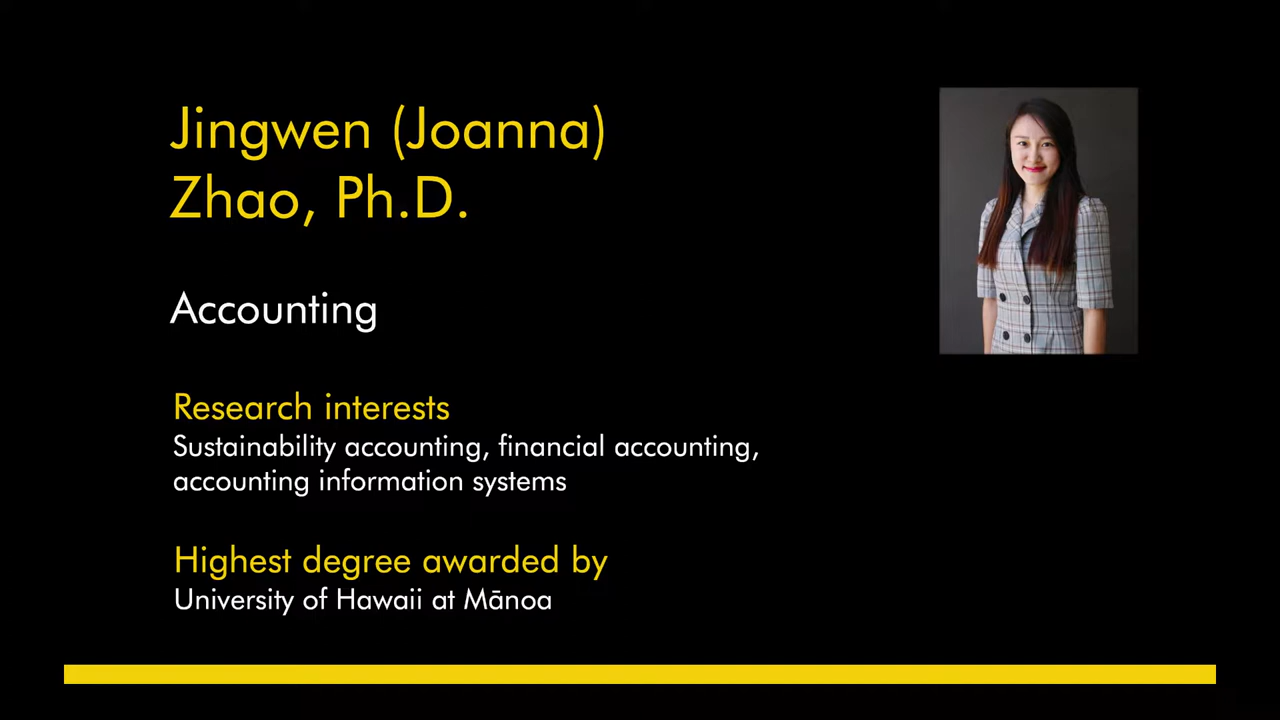 Jingwen (Joanna)
Zhao, Ph.D.
Accounting
Research interests
Sustainability accounting, financial accounting,
accounting information systems
Highest degree awarded by
University of Hawaii at Mānoa